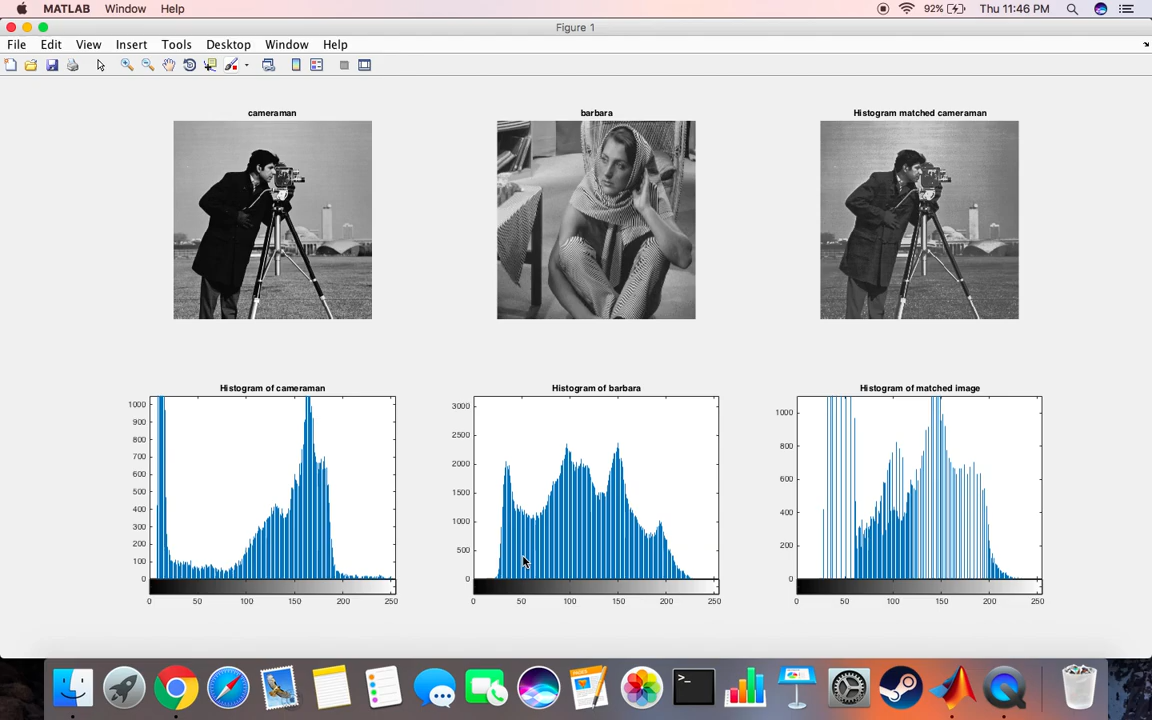 MATLAB Window Help 92% Thu 11:46 PM
Figure 1
File Edit View Insert Tools Desktop Window Help
cameraman
barbara
Histogram matched cameraman
Histogram of cameraman
1000
900
800
700
600
500
400
300
200
100
0
0 50 100 150 200 250
Histogram of barbara
3000
2500
2000
1500
1000
500
0
0 50 100 150 200 250
Histogram of matched image
1000
800
600
400
200
0
0 50 100 150 200 250
>_